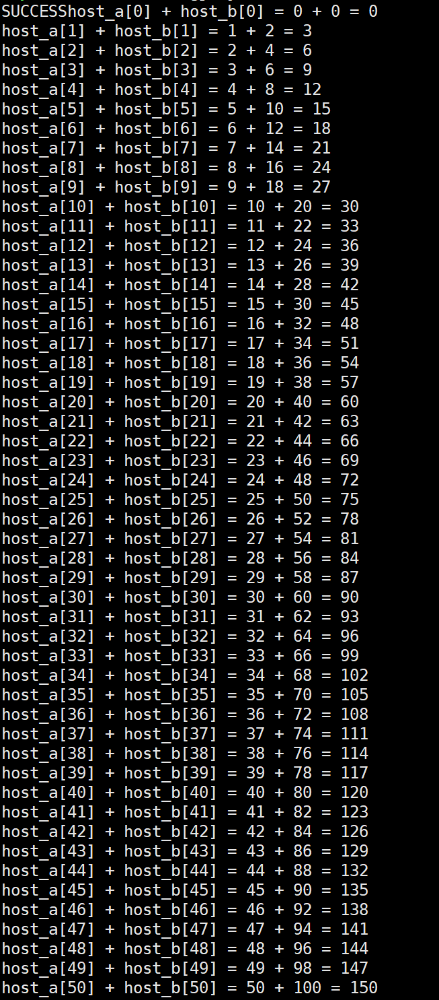 SUCCESShost_a[0] + host_b[0] = 0 + 0 = 0
host_a[1] + host_b[1] = 1 + 2 = 3
host_a[2] + host_b[2] = 2 + 4 = 6
host_a[3] + host_b[3] = 3 + 6 = 9
host_a[4] + host_b[4] = 4 + 8 = 12
host_a[5] + host_b[5] = 5 + 10 = 15
host_a[6] + host_b[6] = 6 + 12 = 18
host_a[7] + host_b[7] = 7 + 14 = 21
host_a[8] + host_b[8] = 8 + 16 = 24
host_a[9] + host_b[9] = 9 + 18 = 27
host_a[10] + host_b[10] = 10 + 20 = 30
host_a[11] + host_b[11] = 11 + 22 = 33
host_a[12] + host_b[12] = 12 + 24 = 36
host_a[13] + host_b[13] = 13 + 26 = 39
host_a[14] + host_b[14] = 14 + 28 = 42
host_a[15] + host_b[15] = 15 + 30 = 45
host_a[16] + host_b[16] = 16 + 32 = 48
host_a[17] + host_b[17] = 17 + 34 = 51
host_a[18] + host_b[18] = 18 + 36 = 54
host_a[19] + host_b[19] = 19 + 38 = 57
host_a[20] + host_b[20] = 20 + 40 = 60
host_a[21] + host_b[21] = 21 + 42 = 63
host_a[22] + host_b[22] = 22 + 44 = 66
host_a[23] + host_b[23] = 23 + 46 = 69
host_a[24] + host_b[24] = 24 + 48 = 72
host_a[25] + host_b[25] = 25 + 50 = 75
host_a[26] + host_b[26] = 26 + 52 = 78
host_a[27] + host_b[27] = 27 + 54 = 81
host_a[28] + host_b[28] = 28 + 56 = 84
host_a[29] + host_b[29] = 29 + 58 = 87
host_a[30] + host_b[30] = 30 + 60 = 90
host_a[31] + host_b[31] = 31 + 62 = 93
host_a[32] + host_b[32] = 32 + 64 = 96
host_a[33] + host_b[33] = 33 + 66 = 99
host_a[34] + host_b[34] = 34 + 68 = 102
host_a[35] + host_b[35] = 35 + 70 = 105
host_a[36] + host_b[36] = 36 + 72 = 108
host_a[37] + host_b[37] = 37 + 74 = 111
host_a[38] + host_b[38] = 38 + 76 = 114
host_a[39] + host_b[39] = 39 + 78 = 117
host_a[40] + host_b[40] = 40 + 80 = 120
host_a[41] + host_b[41] = 41 + 82 = 123
host_a[42] + host_b[42] = 42 + 84 = 126
host_a[43] + host_b[43] = 43 + 86 = 129
host_a[44] + host_b[44] = 44 + 88 = 132
host_a[45] + host_b[45] = 45 + 90 = 135
host_a[46] + host_b[46] = 46 + 92 = 138
host_a[47] + host_b[47] = 47 + 94 = 141
host_a[48] + host_b[48] = 48 + 96 = 144
host_a[49] + host_b[49] = 49 + 98 = 147
host_a[50] + host_b[50] = 50 + 100 = 150